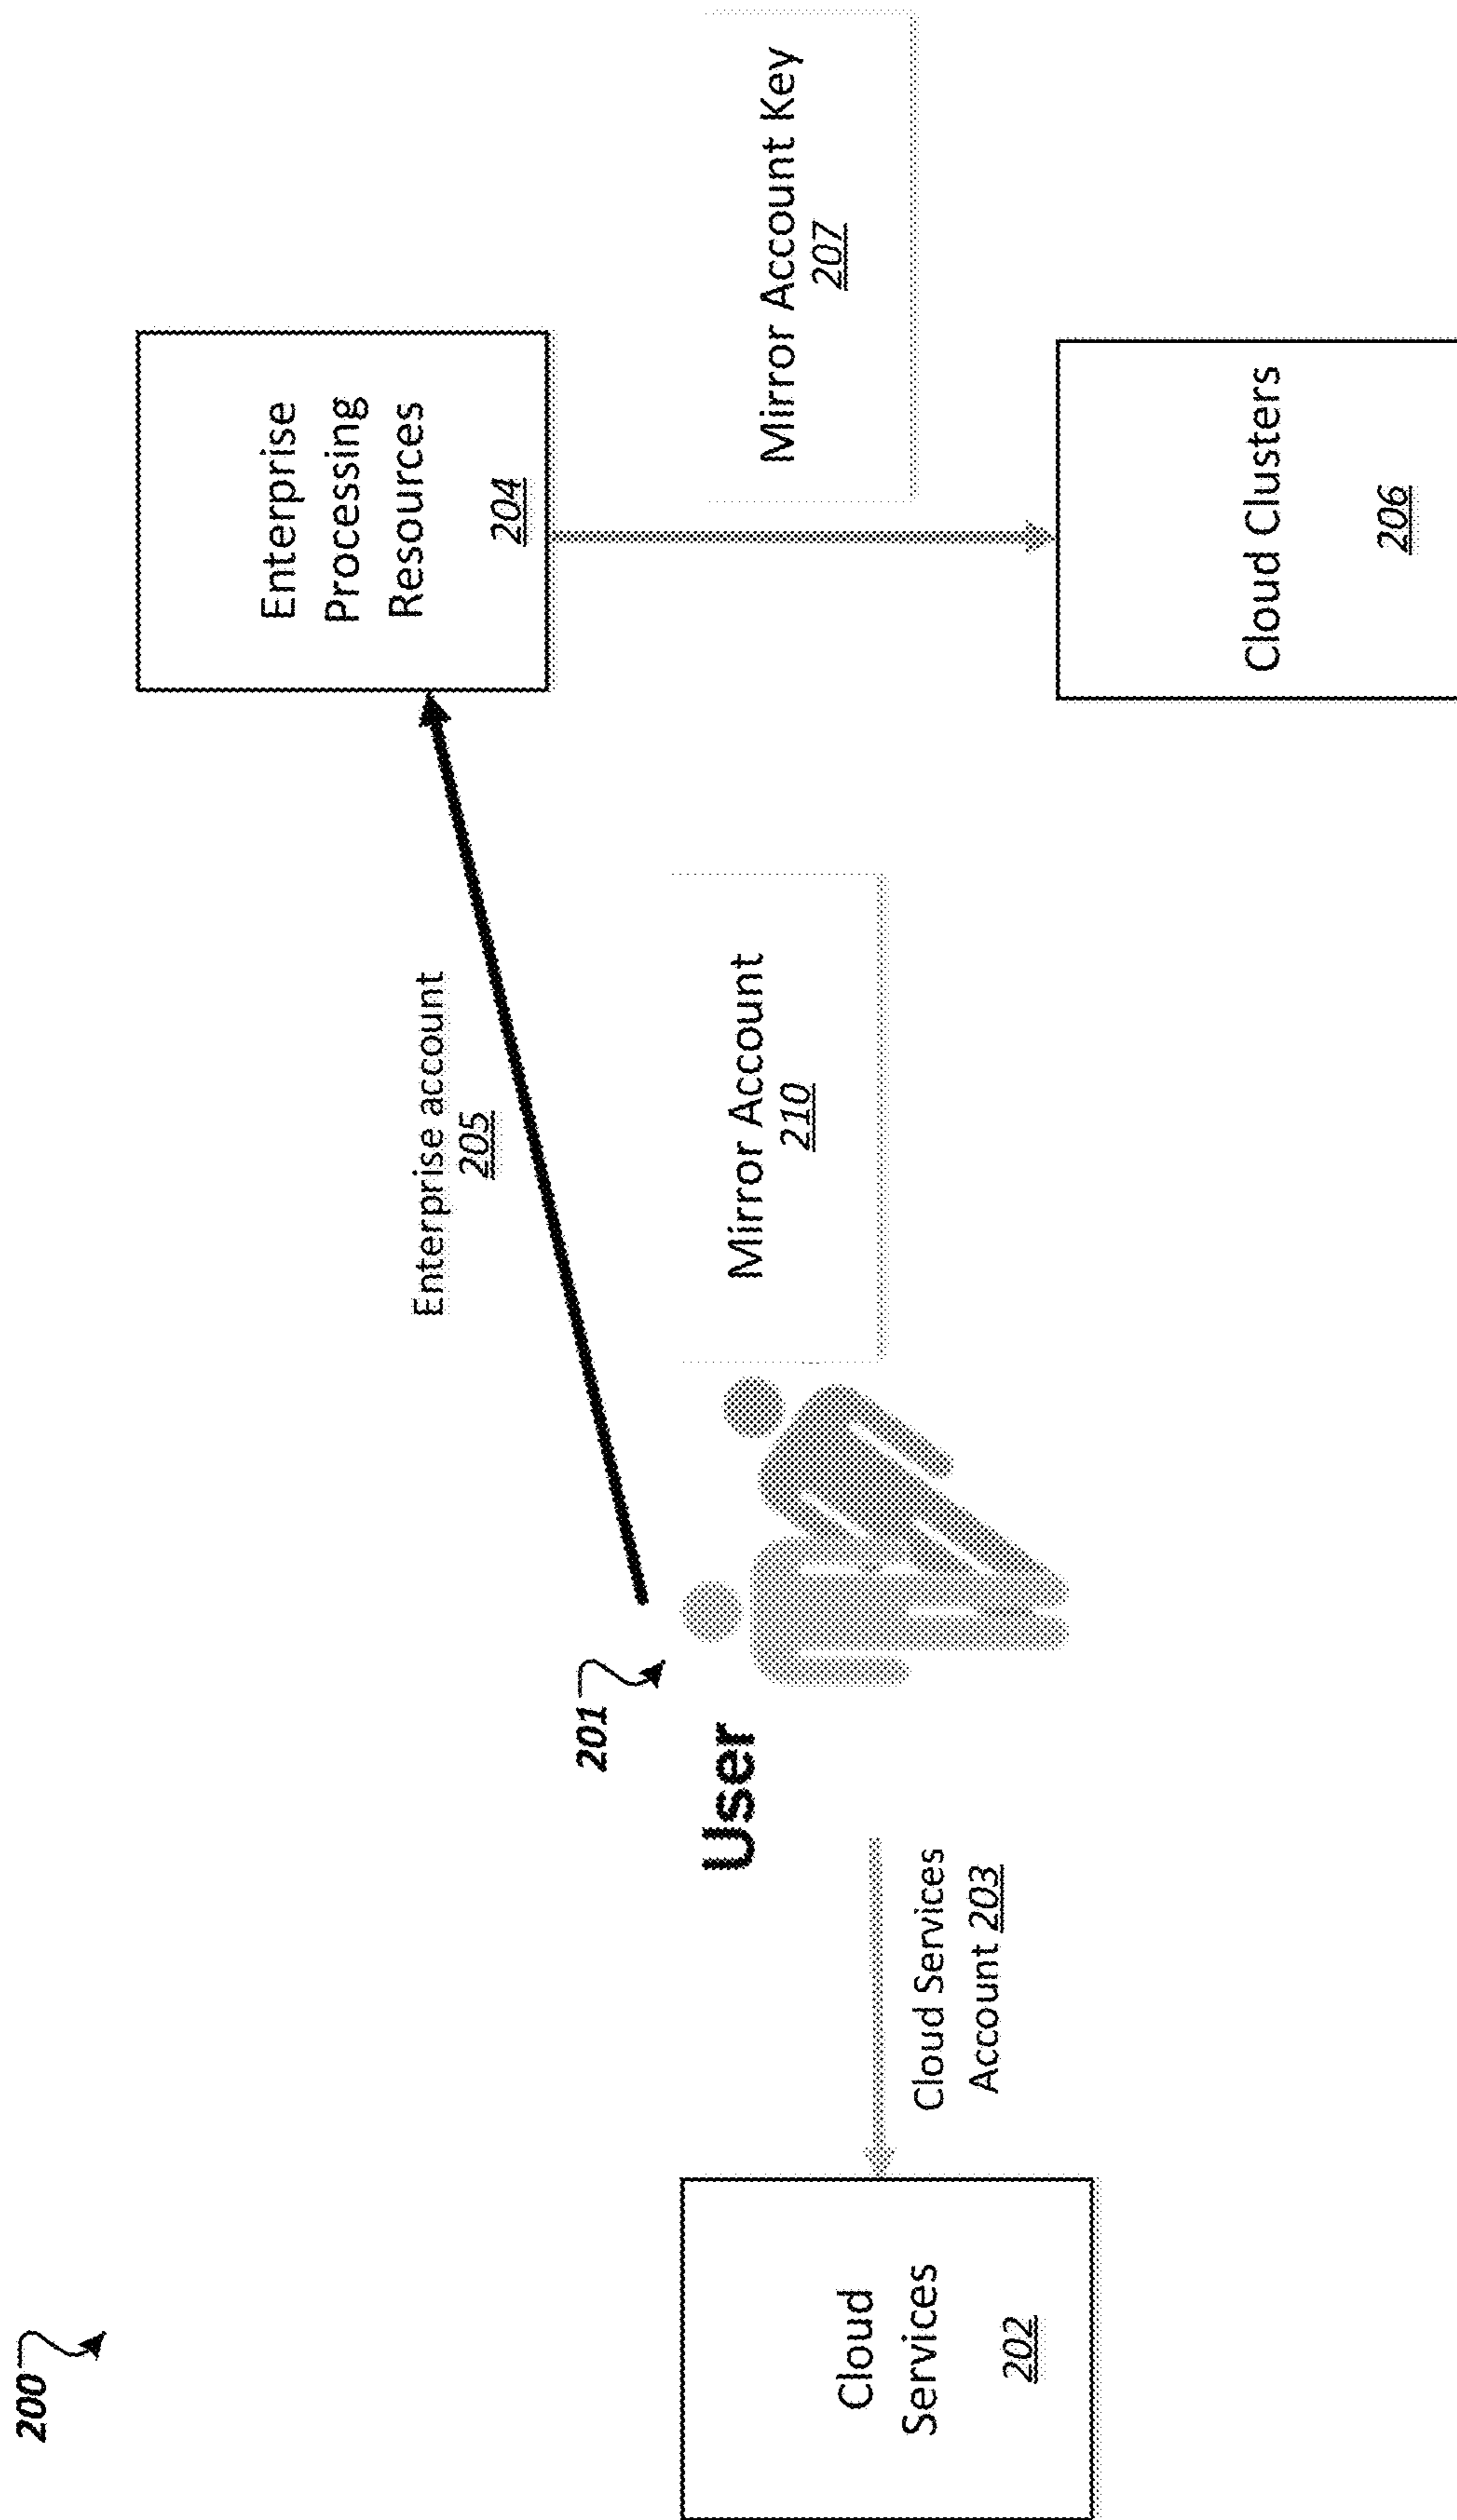 200
Enterprise
Processing
Resources
204
Enterprise account
205
201
User
Mirror Account
210
Mirror Account Key
207
Cloud
Services
202
Cloud Services
Account 203
Cloud Clusters
206